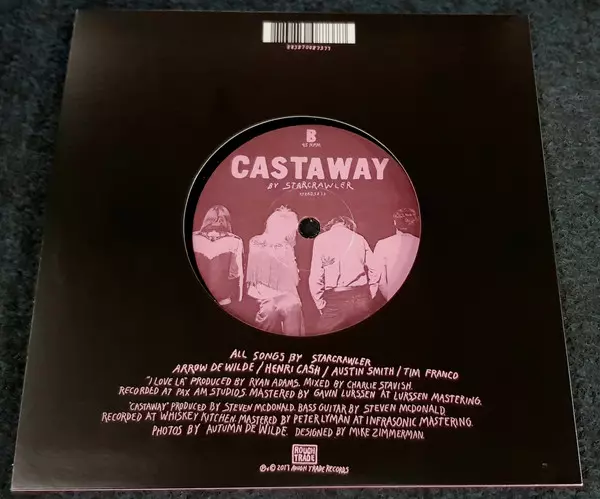 B
45 RPM
CASTAWAY
BY STARCRAWLER
ALL SONGS BY STARCRAWLER
ARROW DE WILDE / HENRI CASH / AUSTIN SMITH / TIM FRANCO
"I LOVE LA" PRODUCED BY RYAN ADAMS. MIXED BY CHARLIE STAVISH.
RECORDED AT PAX AM STUDIOS. MASTERED BY GAVIN LURSSEN AT LURSSEN MASTERING.
'CASTAWAY' PRODUCED BY STEVEN MCDONALD. BASS GUITAR BY STEVEN MCDONALD
RECORDED AT WHISKEY KITCHEN. MASTERED BY PETER LYMAN AT INFRASONIC MASTERING.
PHOTOS BY AUTUMN DE WILDE. DESIGNED BY MIKE ZIMMERMAN.
ROUGH
TRADE
℗, © 2017 ROUGH TRADE RECORDS